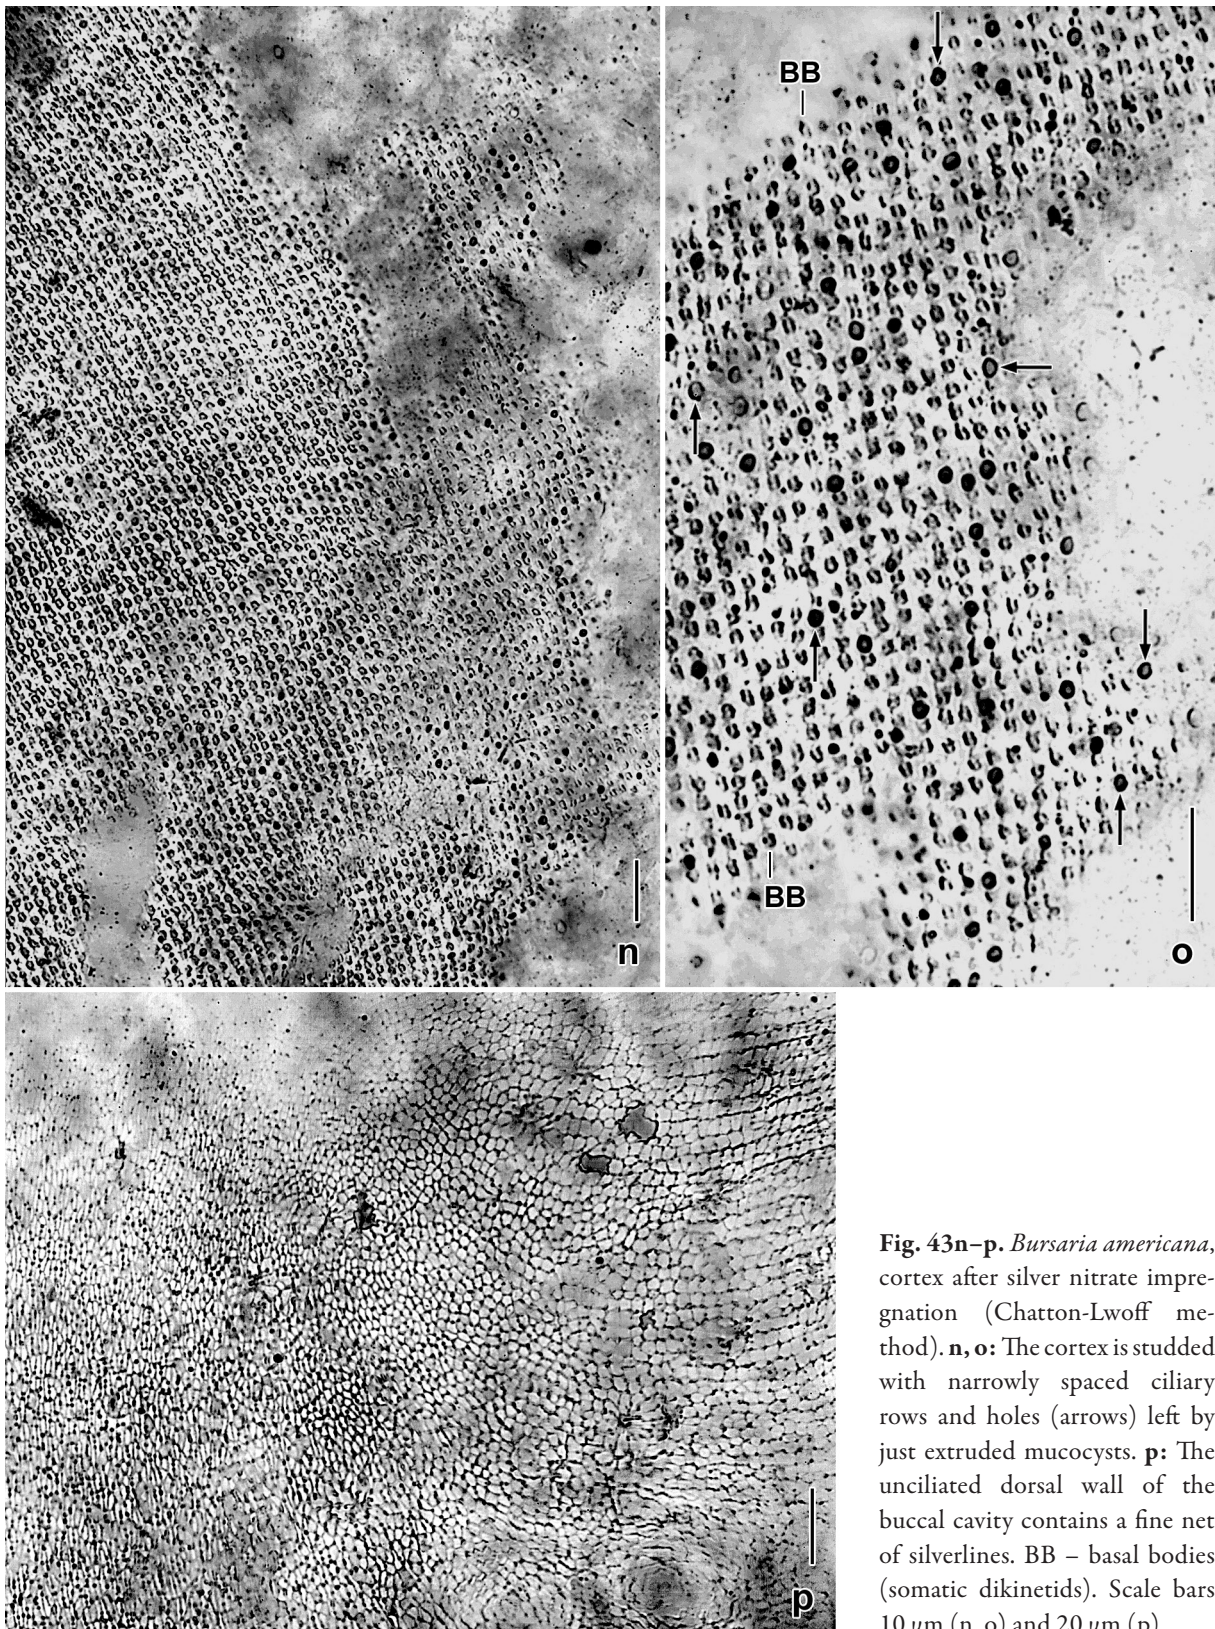 BB
BB
n
o
p
Fig. 43n–p. Bursaria americana,
cortex after silver nitrate impre-
gnation (Chatton-Lwoff me-
thod). n, o: The cortex is studded
with narrowly spaced ciliary
rows and holes (arrows) left by
just extruded mucocysts. p: The
unciliated dorsal wall of the
buccal cavity contains a fine net
of silverlines. BB – basal bodies
(somatic dikinetids). Scale bars
10 µm (n, o) and 20 µm (p).